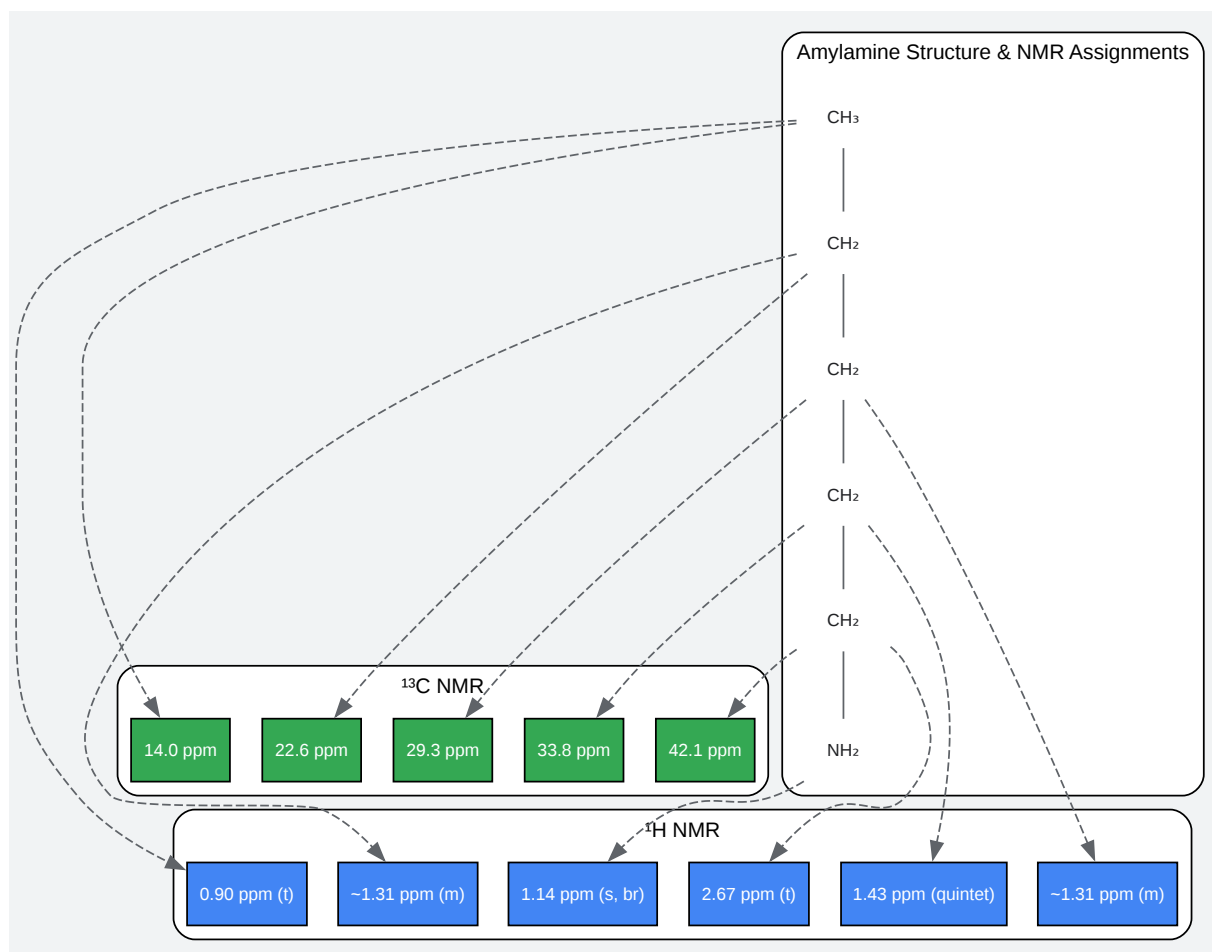 Amylamine Structure & NMR Assignments
CH₃
CH₂
CH₂
CH₂
CH₂
NH₂
¹³C NMR
14.0 ppm
22.6 ppm
29.3 ppm
33.8 ppm
42.1 ppm
¹H NMR
0.90 ppm (t)
~1.31 ppm (m)
1.14 ppm (s, br)
2.67 ppm (t)
1.43 ppm (quintet)
~1.31 ppm (m)